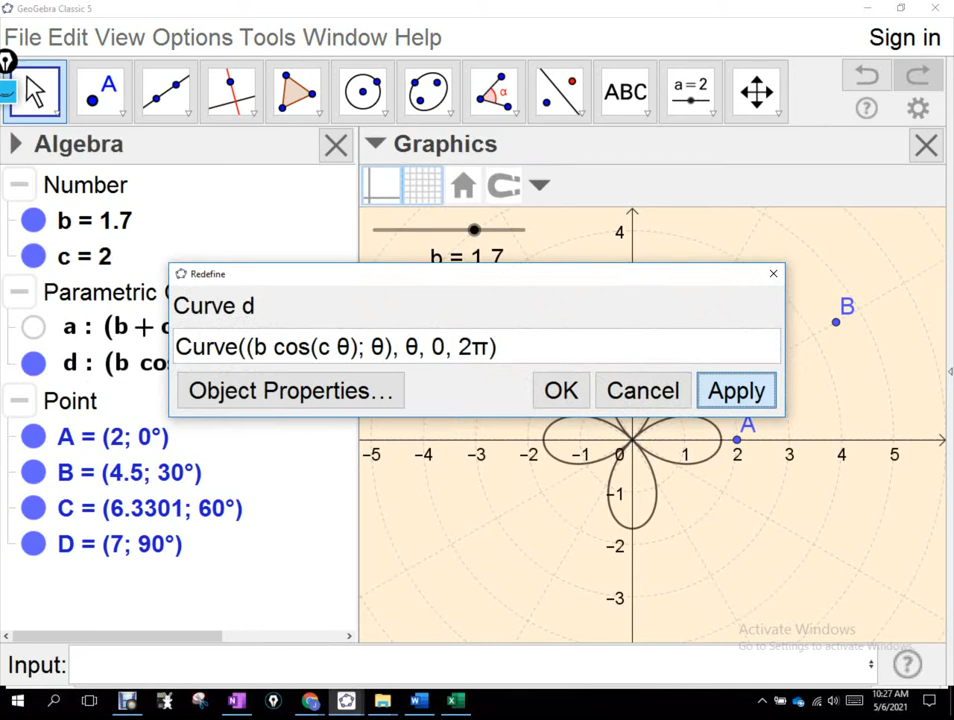 GeoGebra Classic 5
File Edit View Options Tools Window Help
Sign in
A
α
ABC
a=2
Algebra
Graphics
Number
b = 1.7
c = 2
Parametric
a : (b + c
d : (b cos
Point
A = (2; 0°)
B = (4.5; 30°)
C = (6.3301; 60°)
D = (7; 90°)
b = 1.7
4
B
Redefine
Curve d
Curve((b cos(c θ); θ), θ, 0, 2π)
Object Properties…
OK
Cancel
Apply
A
−5 −4 −3 −2 −1 0 1 2 3 4 5
−1
−2
−3
Activate Windows
Go to Settings to activate Windows.
Input:
10:27 AM
5/6/2021